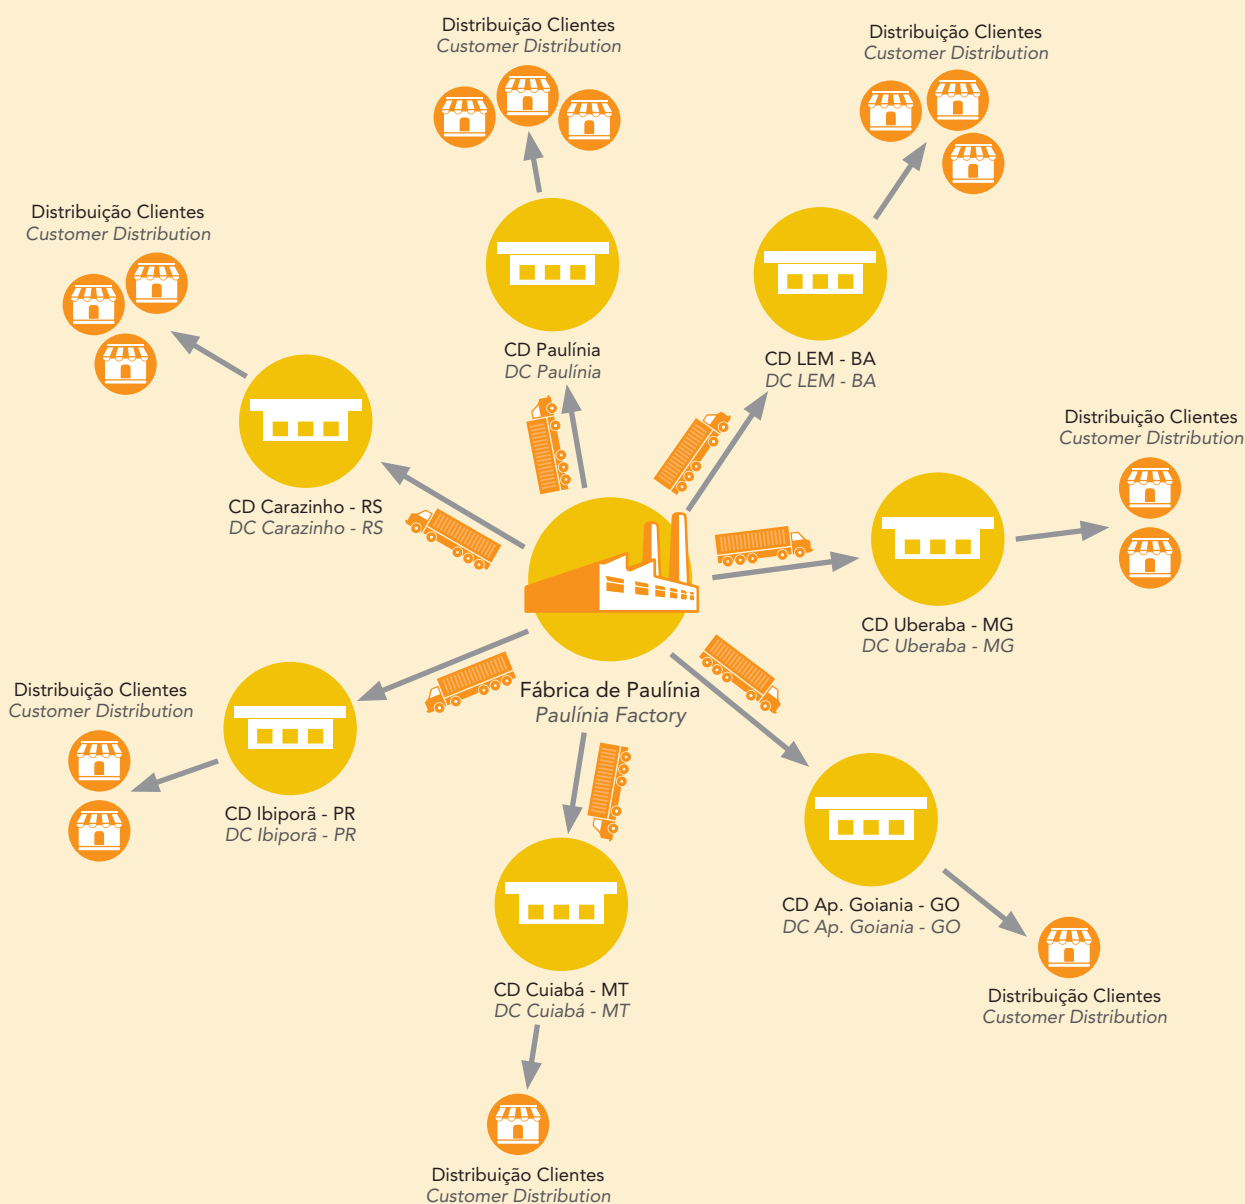 Distribuição Clientes
Customer Distribution
Distribuição Clientes
Customer Distribution
Distribuição Clientes
Customer Distribution
CD Paulínia
DC Paulínia
CD LEM - BA
DC LEM - BA
Distribuição Clientes
Customer Distribution
CD Carazinho - RS
DC Carazinho - RS
CD Uberaba - MG
DC Uberaba - MG
Fábrica de Paulínia
Paulínia Factory
Distribuição Clientes
Customer Distribution
CD Ibiporã - PR
DC Ibiporã - PR
CD Ap. Goiania - GO
DC Ap. Goiania - GO
CD Cuiabá - MT
DC Cuiabá - MT
Distribuição Clientes
Customer Distribution
Distribuição Clientes
Customer Distribution